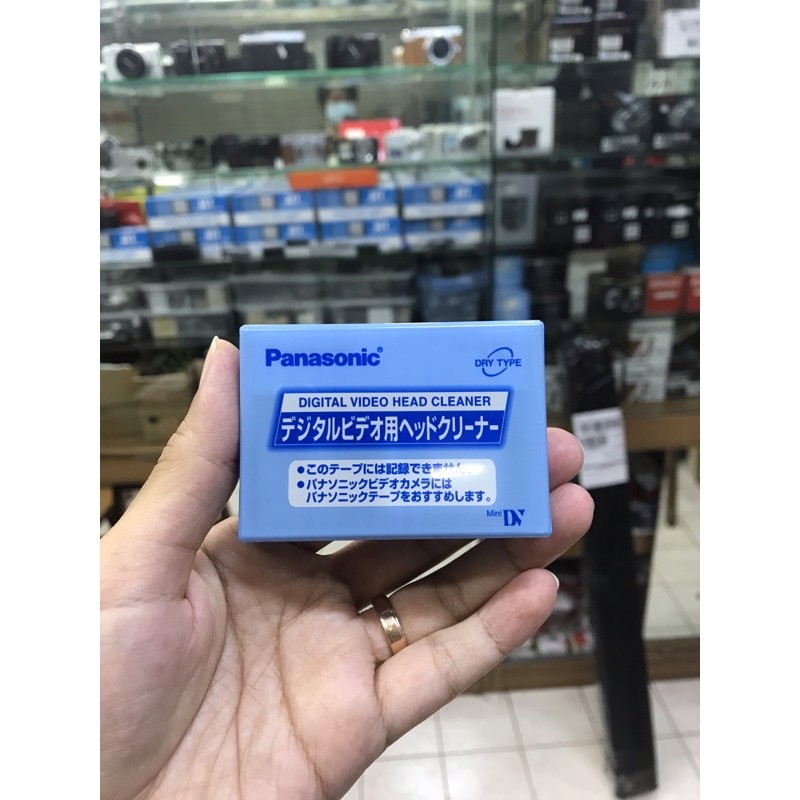 Panasonic®
DRY TYPE
DIGITAL VIDEO HEAD CLEANER
デジタルビデオ用ヘッドクリーナー
●このテープには記録できません。
●パナソニックビデオカメラには
パナソニックテープをおすすめします。
Mini DV